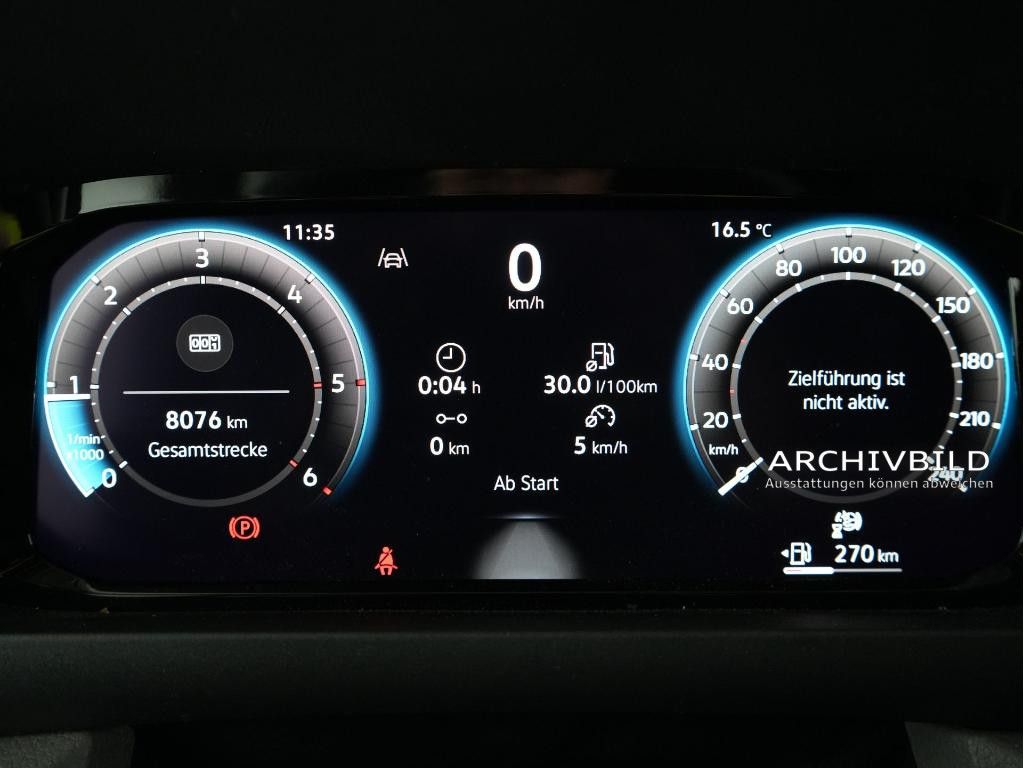 11:35
16.5 °C
0
km/h
0
1
2
3
4
5
6
1/min
x1000
001
8076 km
Gesamtstrecke
0:04 h
30.0 l/100km
0 km
5 km/h
Ab Start
0
20
40
60
80
100
120
150
180
210
240
km/h
Zielführung ist
nicht aktiv.
ARCHIVBILD
Ausstattungen können abweichen
P
270 km